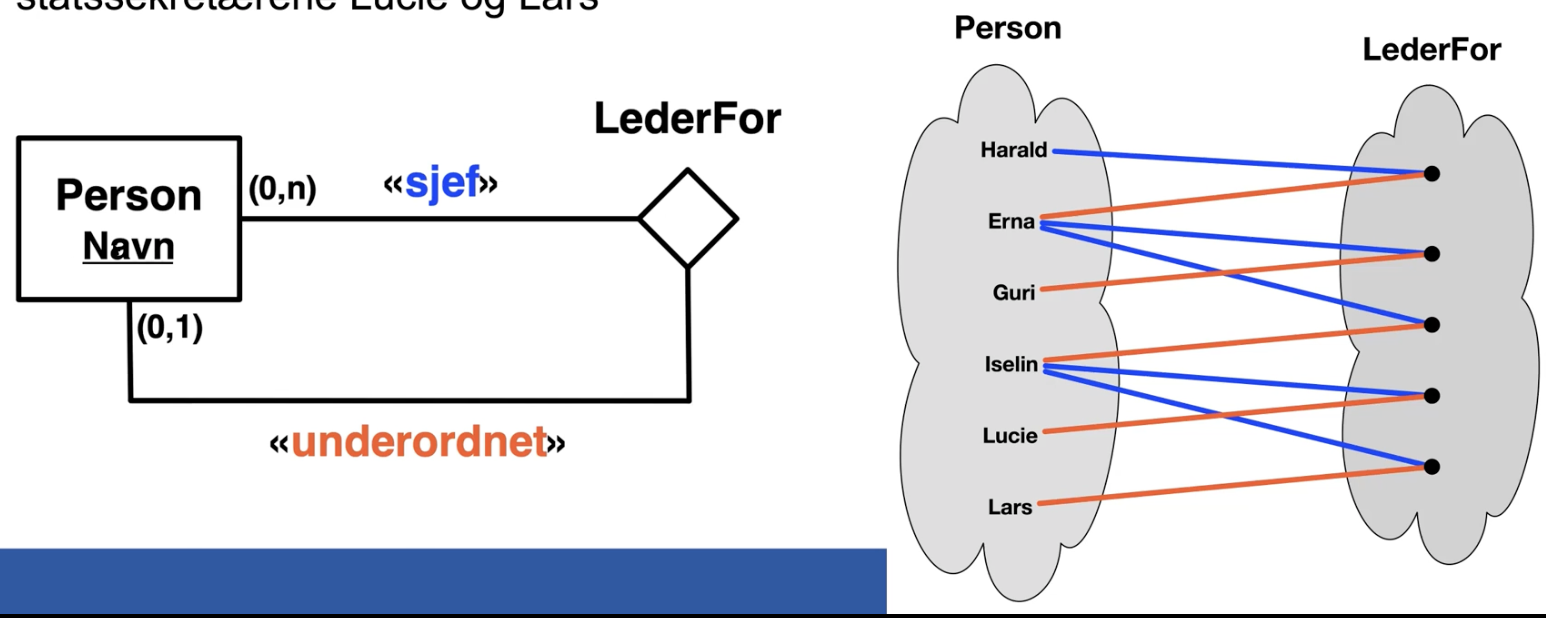 statssekretærene Lucie og Lars
LederFor
Person
Navn
(0,n)
«sjef»
(0,1)
«underordnet»
Person
LederFor
Harald
Erna
Guri
Iselin
Lucie
Lars